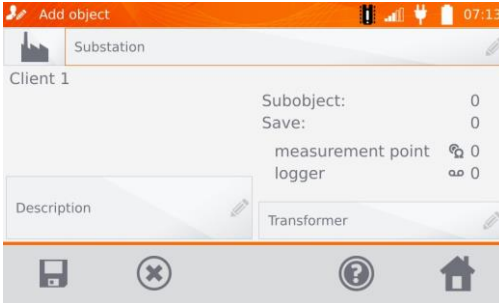 Add object 07:13
Substation
Client 1
Subobject: 0
Save: 0
measurement point 0
logger 0
Description
Transformer